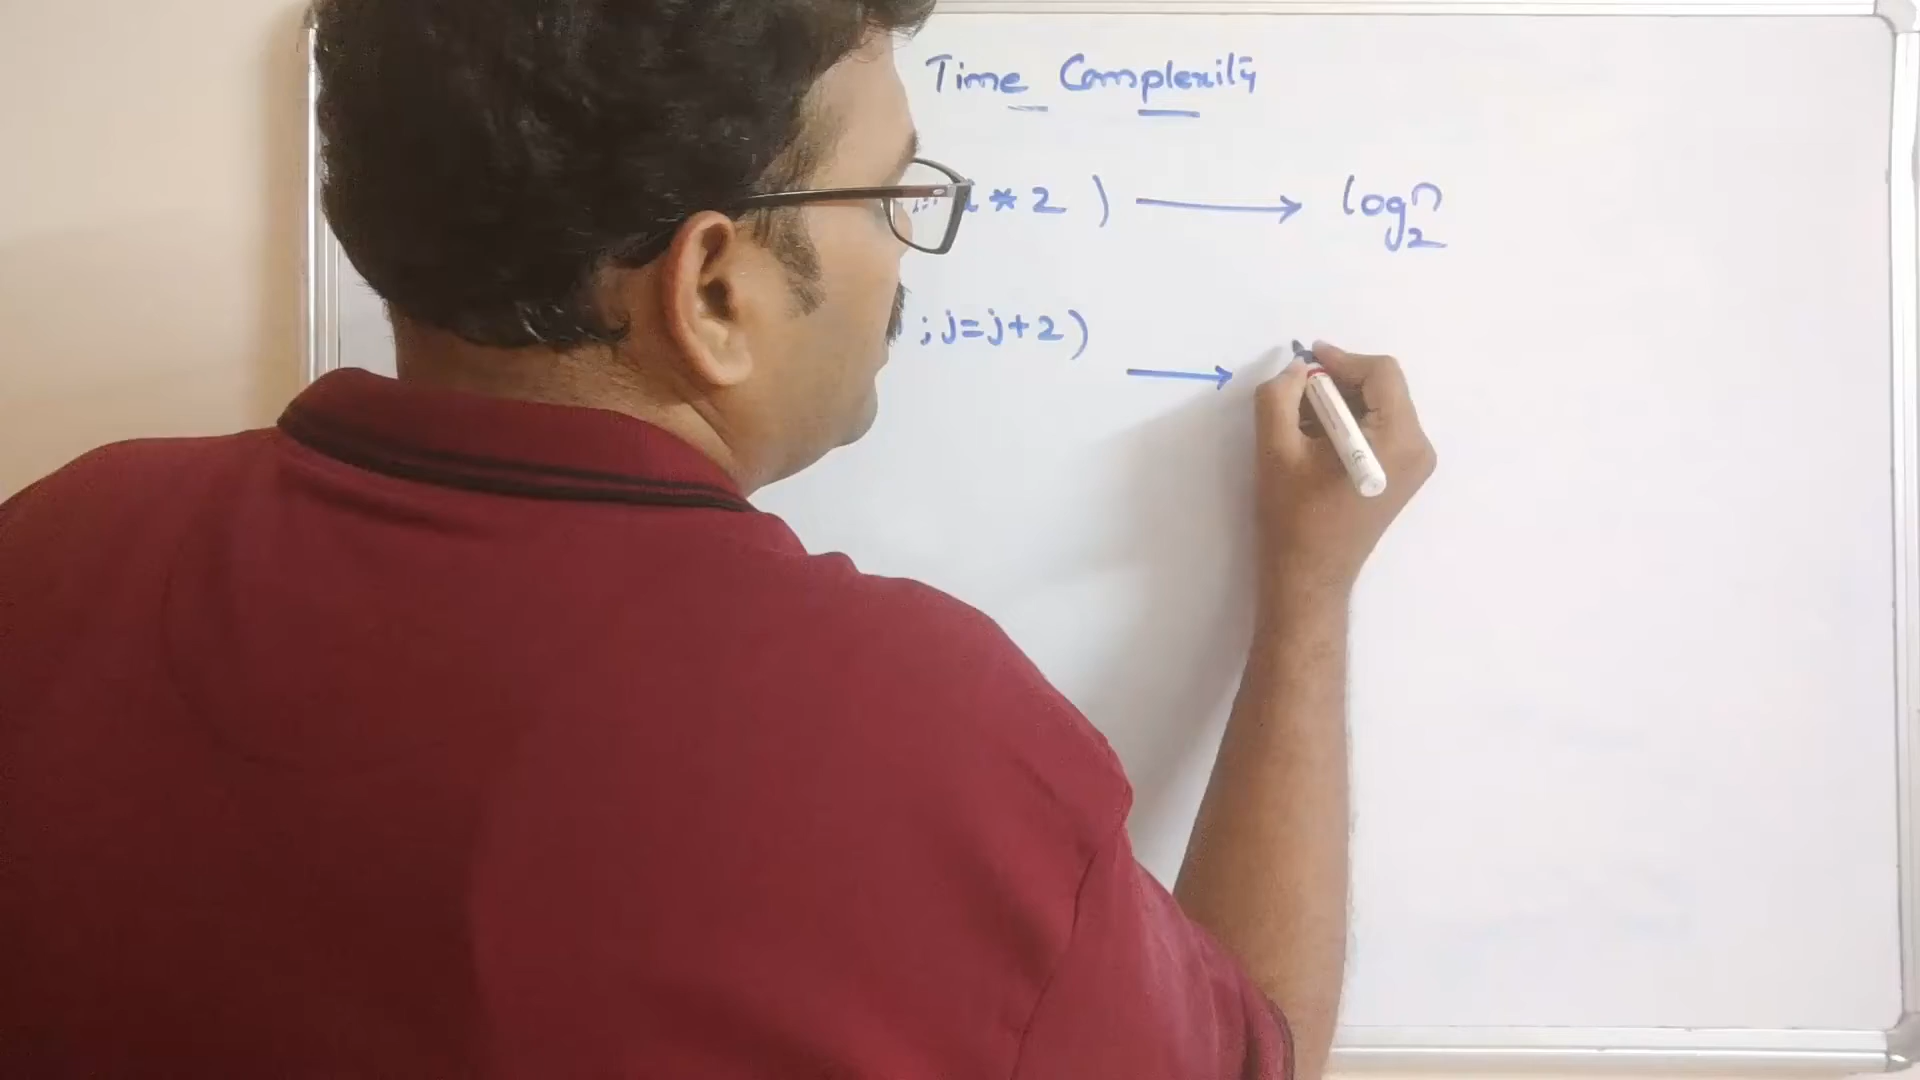 Time Complexity
* 2 ) → log₂n
; j=j+2) →